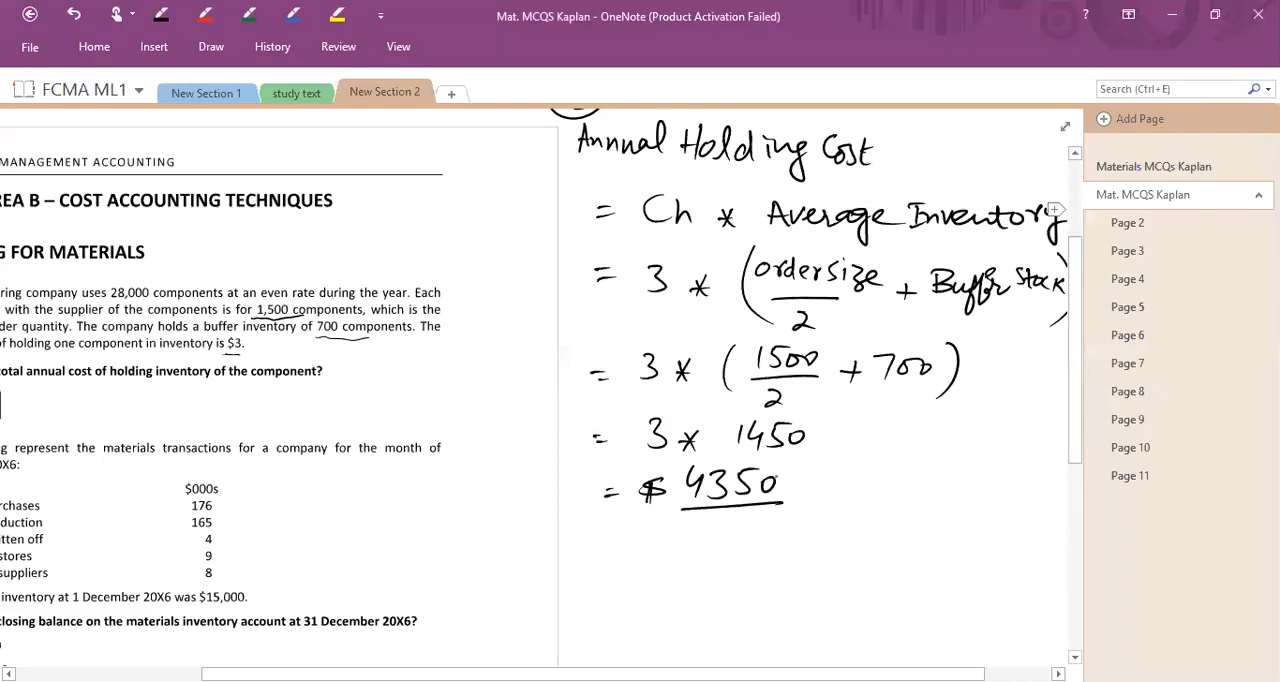 Mat. MCQS Kaplan - OneNote (Product Activation Failed)
?
File Home Insert Draw History Review View
FCMA ML1 New Section 1 study text New Section 2
Search (Ctrl+E)
Add Page
Materials MCQs Kaplan
Mat. MCQS Kaplan
Page 2
Page 3
Page 4
Page 5
Page 6
Page 7
Page 8
Page 9
Page 10
Page 11
MANAGEMENT ACCOUNTING
REA B – COST ACCOUNTING TECHNIQUES
G FOR MATERIALS
ring company uses 28,000 components at an even rate during the year. Each
with the supplier of the components is for 1,500 components, which is the
der quantity. The company holds a buffer inventory of 700 components. The
of holding one component in inventory is $3.
total annual cost of holding inventory of the component?
ng represent the materials transactions for a company for the month of
0X6:
$000s
rchases 176
duction 165
itten off 4
stores 9
suppliers 8
inventory at 1 December 20X6 was $15,000.
closing balance on the materials inventory account at 31 December 20X6?
Annual Holding Cost
= Ch * Average Inventory
= 3 * (order size / 2 + Buffer Stock)
= 3 * (1500 / 2 + 700)
= 3 * 1450
= $ 4350